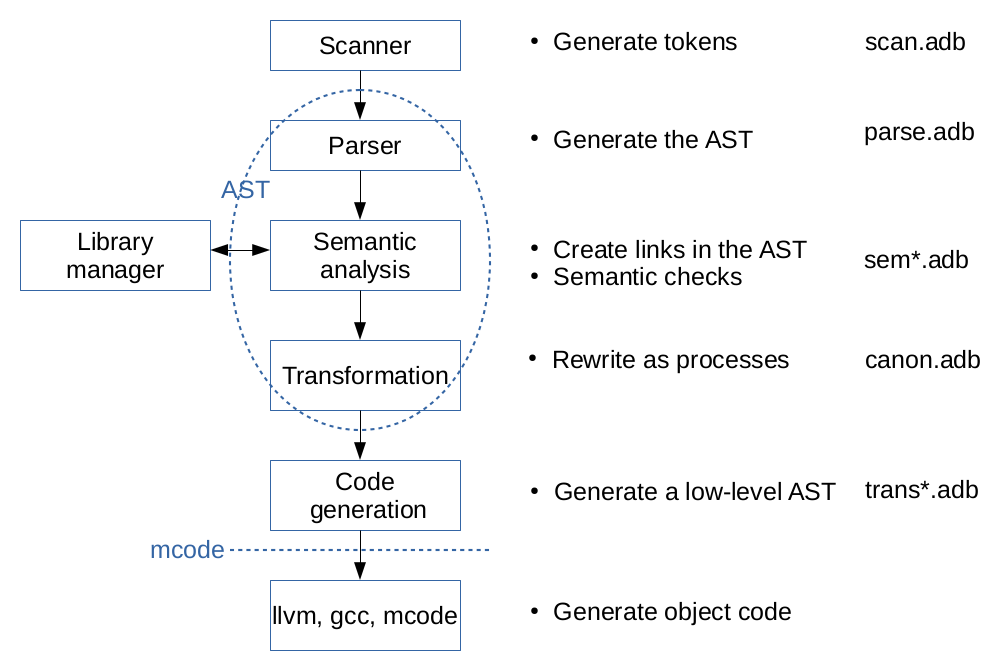 Scanner
• Generate tokens
scan.adb
Parser
• Generate the AST
parse.adb
AST
Library
manager
Semantic
analysis
• Create links in the AST
• Semantic checks
sem*.adb
Transformation
• Rewrite as processes
canon.adb
Code
generation
• Generate a low-level AST
trans*.adb
mcode
llvm, gcc, mcode
• Generate object code